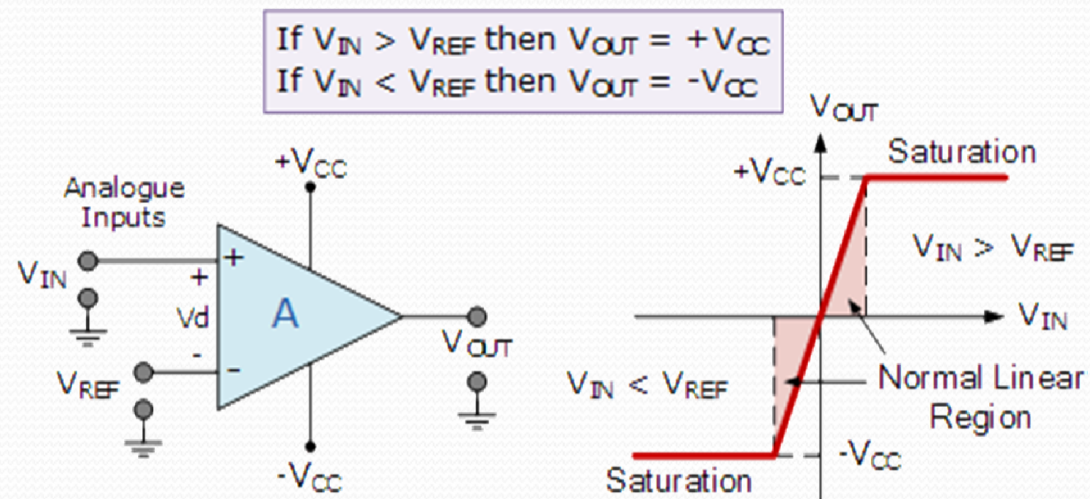 If VIN > VREF then VOUT = +VCC
If VIN < VREF then VOUT = -VCC
+VCC
Analogue
Inputs
VIN
+
+
Vd
A
-
-
VREF
VOUT
-VCC
VOUT
Saturation
+VCC
VIN > VREF
VIN
VIN < VREF
Normal Linear
Region
-VCC
Saturation